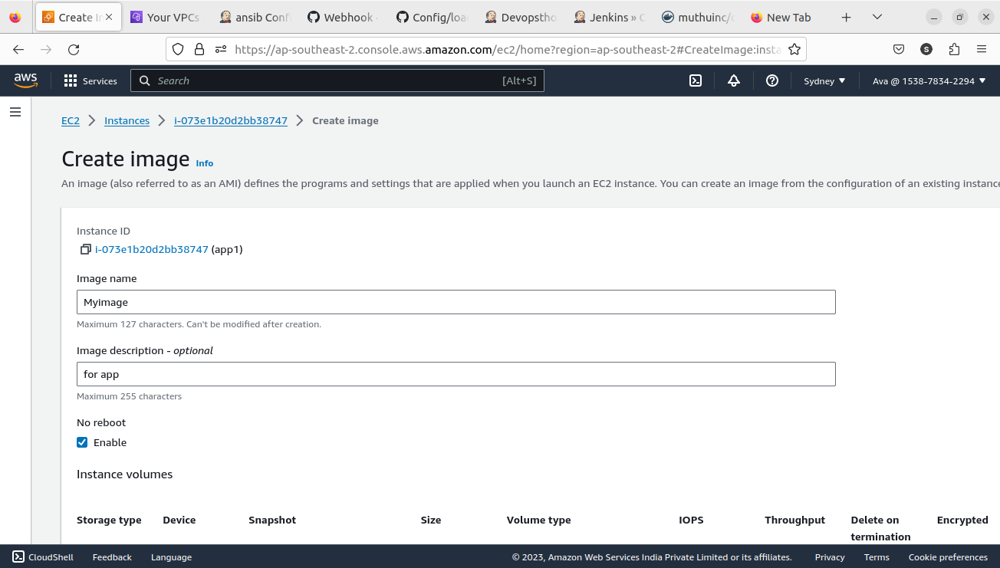 Create In
Your VPCs
ansib Confi
Webhook -
Config/loa
Devopstho
Jenkins » C
muthuinc/c
New Tab
https://ap-southeast-2.console.aws.amazon.com/ec2/home?region=ap-southeast-2#CreateImage:insta
S
aws
Services
Search
[Alt+S]
Sydney
Ava @ 1538-7834-2294
EC2 Instances i-073e1b20d2bb38747 Create image
Create image Info
An image (also referred to as an AMI) defines the programs and settings that are applied when you launch an EC2 instance. You can create an image from the configuration of an existing instance
Instance ID
i-073e1b20d2bb38747 (app1)
Image name
Myimage
Maximum 127 characters. Can't be modified after creation.
Image description - optional
for app
Maximum 255 characters
No reboot
Enable
Instance volumes
Storage type Device Snapshot Size Volume type IOPS Throughput Delete on Encrypted
termination
CloudShell Feedback Language © 2023, Amazon Web Services India Private Limited or its affiliates. Privacy Terms Cookie preferences